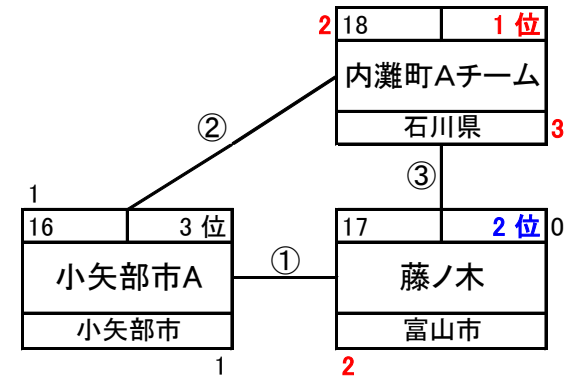 2 18 1 位
内灘町Aチーム
石川県 3
②
③
1
16 3 位
17 2 位 0
小矢部市A
①
藤ノ木
小矢部市
富山市
1
2